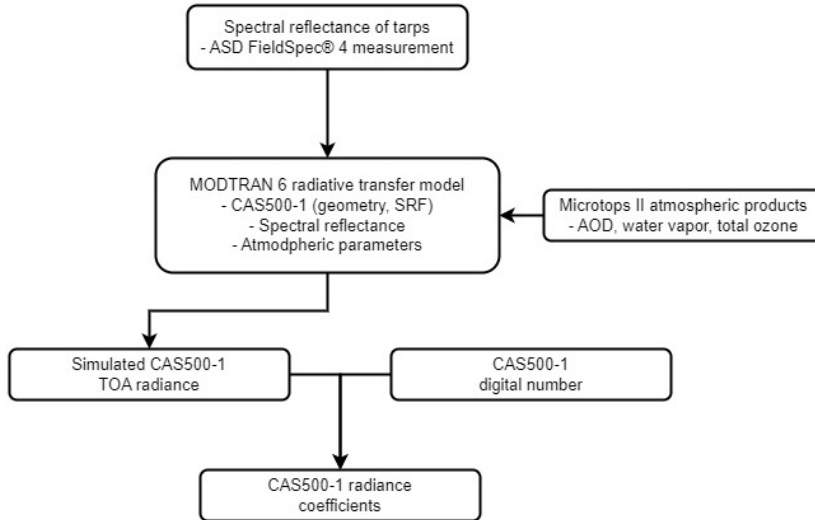 Spectral reflectance of tarps
- ASD FieldSpec® 4 measurement
MODTRAN 6 radiative transfer model
- CAS500-1 (geometry, SRF)
- Spectral reflectance
- Atmodpheric parameters
Microtops II atmospheric products
- AOD, water vapor, total ozone
Simulated CAS500-1
TOA radiance
CAS500-1
digital number
CAS500-1 radiance
coefficients